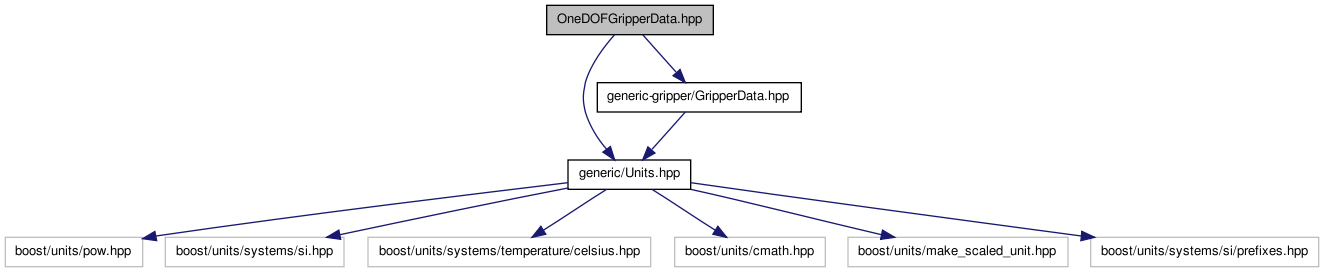 OneDOFGripperData.hpp
generic-gripper/GripperData.hpp
generic/Units.hpp
boost/units/pow.hpp
boost/units/systems/si.hpp
boost/units/systems/temperature/celsius.hpp
boost/units/cmath.hpp
boost/units/make_scaled_unit.hpp
boost/units/systems/si/prefixes.hpp